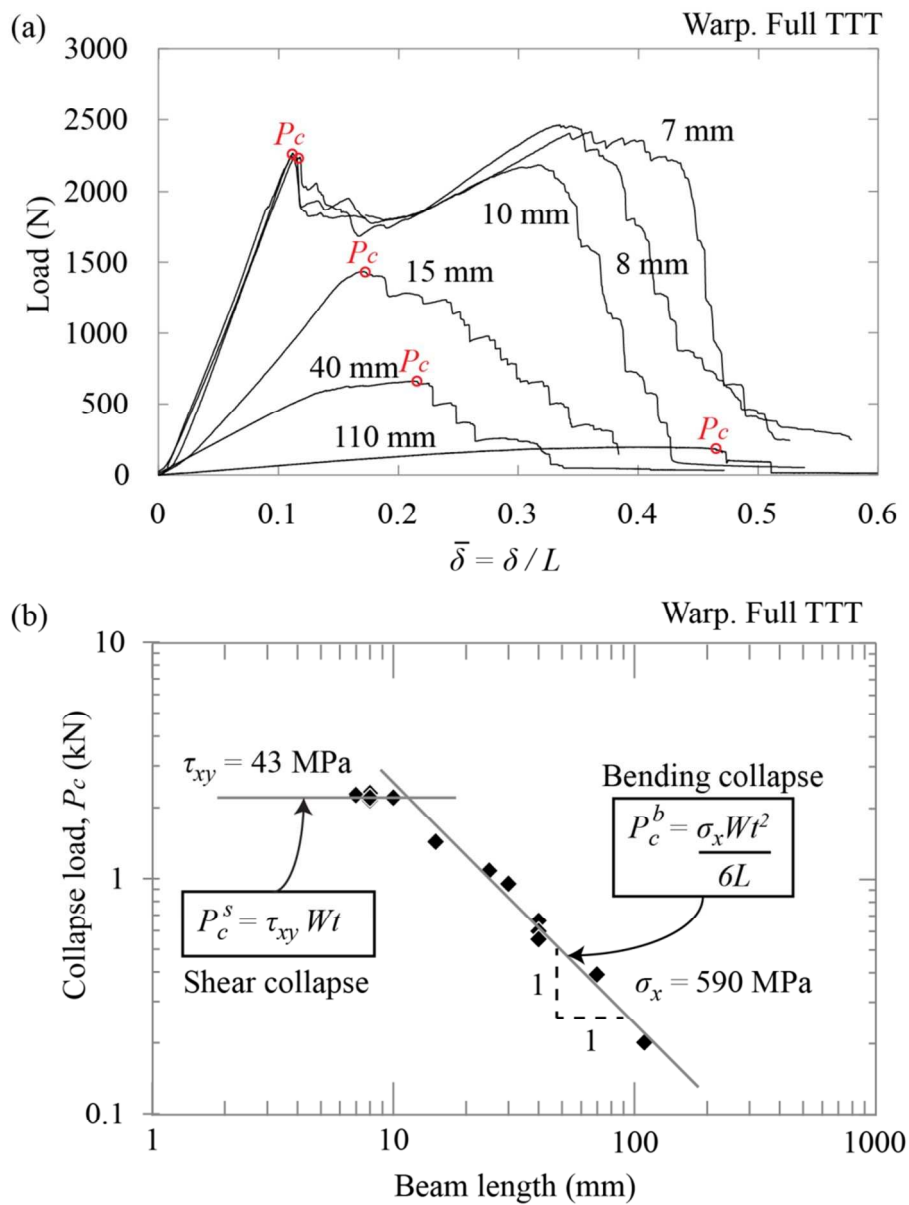 (a)
Warp. Full TTT
3000
2500
2000
1500
1000
500
0
Load (N)
Pc
7 mm
10 mm
8 mm
Pc
15 mm
40 mm
Pc
110 mm
Pc
0
0.1
0.2
0.3
0.4
0.5
0.6
δ̄ = δ / L
(b)
Warp. Full TTT
10
1
0.1
Collapse load, Pc (kN)
τxy = 43 MPa
Bending collapse
P_c^b = σxWt²
6L
P_c^s = τxy Wt
Shear collapse
1
1
σx = 590 MPa
1
10
100
1000
Beam length (mm)